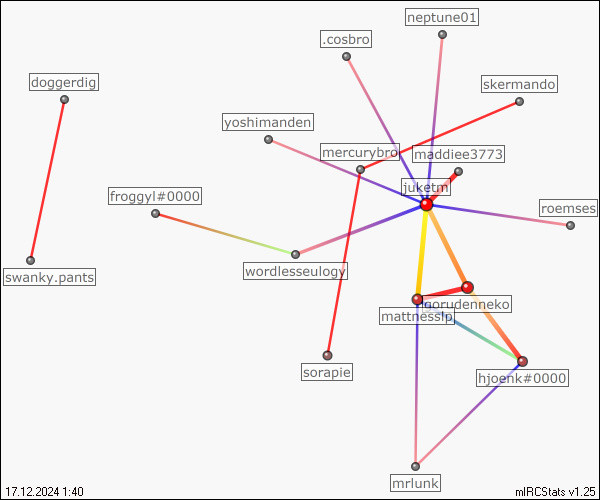 neptune01
.cosbro
doggerdig
skermando
yoshimanden
mercurybro
maddiee3773
juketm
froggyl#0000
roemses
wordlesseulogy
swanky.pants
gorudenneko
mattnessfp
sorapie
hjoenk#0000
mrlunk
17.12.2024 1:40
mIRCStats v1.25